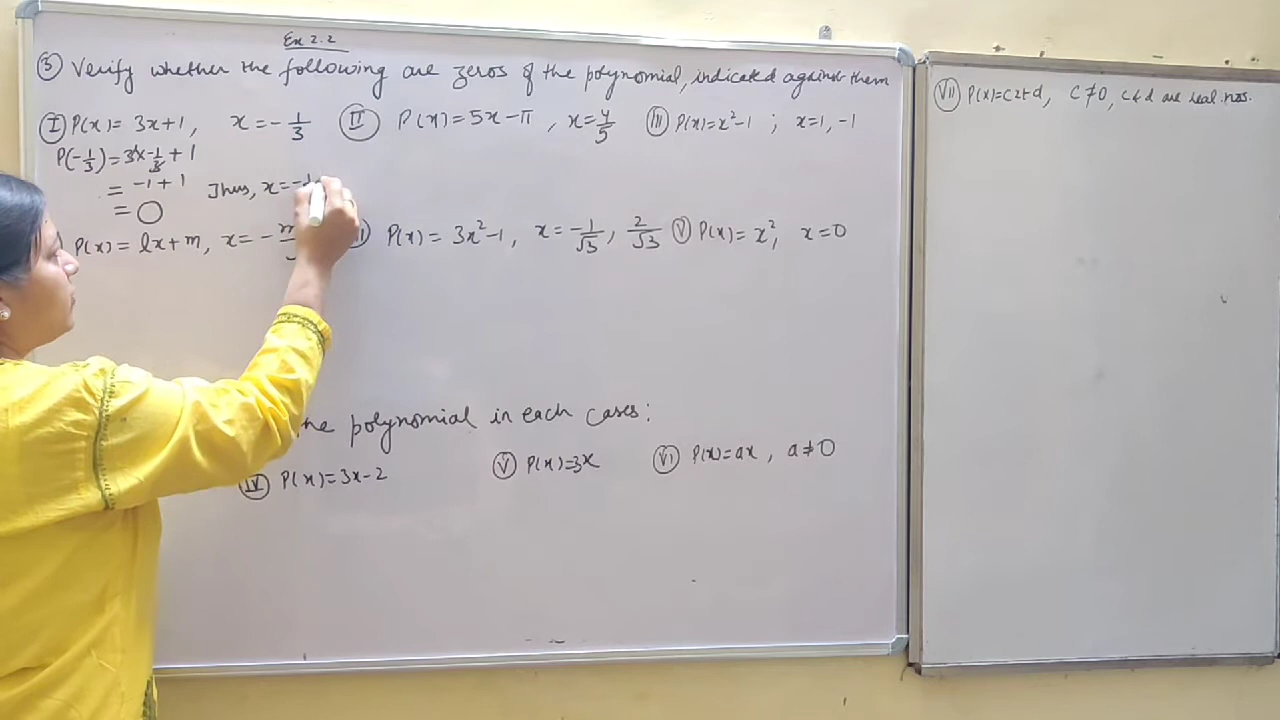 Ex 2.2
③ Verify whether the following are zeros of the polynomial, indicated against them
Ⓘ P(x) = 3x+1, x = -1/3 Ⓘ︎Ⓘ P(x) = 5x-π, x = 4/5 III P(x) = x²-1 ; x=1, -1
P(-1/3) = 3x-1/3 + 1
= -1+1 Thus, x = -1
= 0
P(x) = lx+m, x = -m P(x) = 3x²-1, x = -1/√3, 2/√3 Ⓥ P(x) = x², x=0
the polynomial in each cases:
IV P(x)=3x-2 V P(x)=3x VI P(x)=ax, a≠0
VII P(x)=cx+d, c≠0, c & d are real nos.